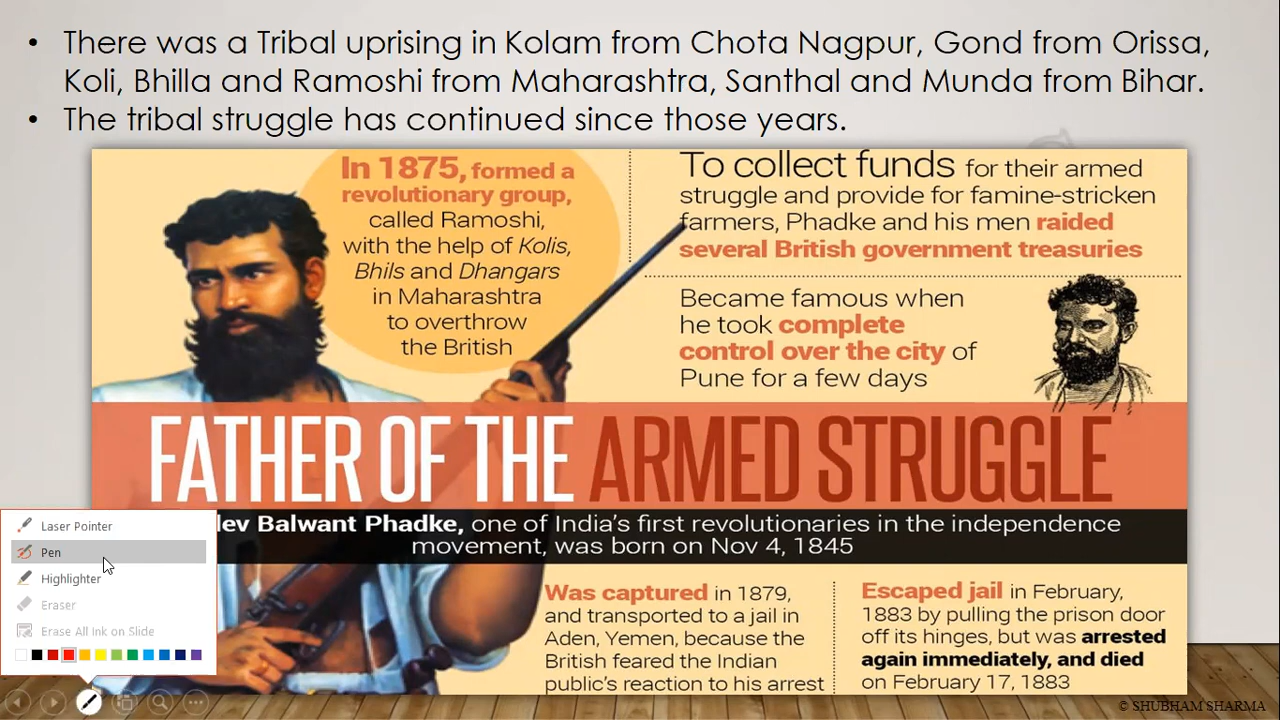 • There was a Tribal uprising in Kolam from Chota Nagpur, Gond from Orissa,
Koli, Bhilla and Ramoshi from Maharashtra, Santhal and Munda from Bihar.
• The tribal struggle has continued since those years.
In 1875, formed a
revolutionary group,
called Ramoshi,
with the help of Kolis,
Bhils and Dhangars
in Maharashtra
to overthrow
the British
To collect funds for their armed
struggle and provide for famine-stricken
farmers, Phadke and his men raided
several British government treasuries
Became famous when
he took complete
control over the city of
Pune for a few days
FATHER OF THE ARMED STRUGGLE
Balwant Phadke, one of India's first revolutionaries in the independence
movement, was born on Nov 4, 1845
Was captured in 1879,
and transported to a jail in
Aden, Yemen, because the
British feared the Indian
public's reaction to his arrest
Escaped jail in February,
1883 by pulling the prison door
off its hinges, but was arrested
again immediately, and died
on February 17, 1883
Laser Pointer
Pen
Highlighter
Eraser
Erase All Ink on Slide
© SHUBHAM SHARMA